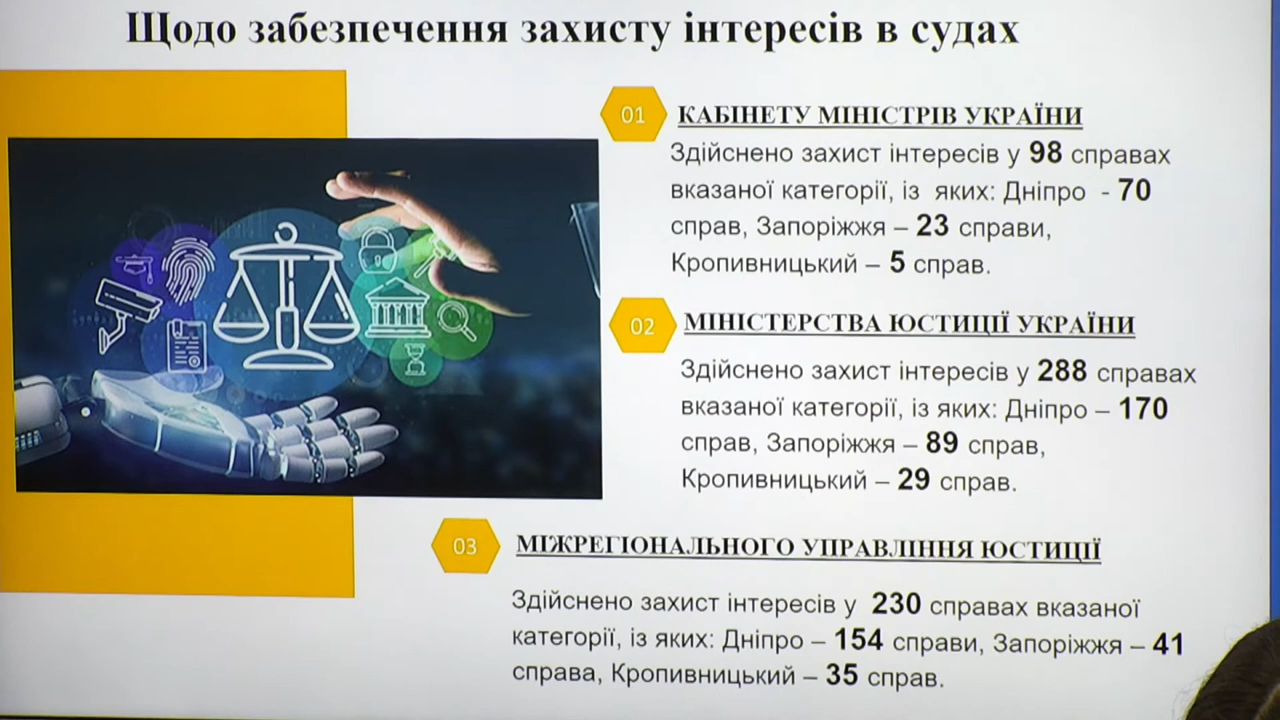 Щодо забезпечення захисту інтересів в судах
01
КАБІНЕТУ МІНІСТРІВ УКРАЇНИ
Здійснено захист інтересів у 98 справах
вказаної категорії, із яких: Дніпро - 70
справ, Запоріжжя – 23 справи,
Кропивницький – 5 справ.
02
МІНІСТЕРСТВА ЮСТИЦІЇ УКРАЇНИ
Здійснено захист інтересів у 288 справах
вказаної категорії, із яких: Дніпро – 170
справ, Запоріжжя – 89 справ,
Кропивницький – 29 справ.
03
МІЖРЕГІОНАЛЬНОГО УПРАВЛІННЯ ЮСТИЦІЇ
Здійснено захист інтересів у 230 справах вказаної
категорії, із яких: Дніпро – 154 справи, Запоріжжя – 41
справа, Кропивницький – 35 справ.